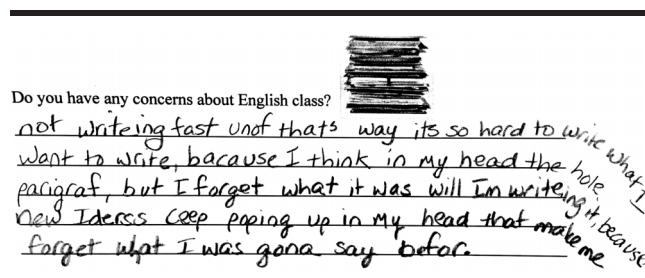 Do you have any concerns about English class?
not writeing fast unof that's way its so hard to write what I
want to write, bacause I think in my head the hole
parigraf, but I forget what it was will Im writeing it, because
new Iderss ceep poping up in my head that make me
forget what I was gona say befor.